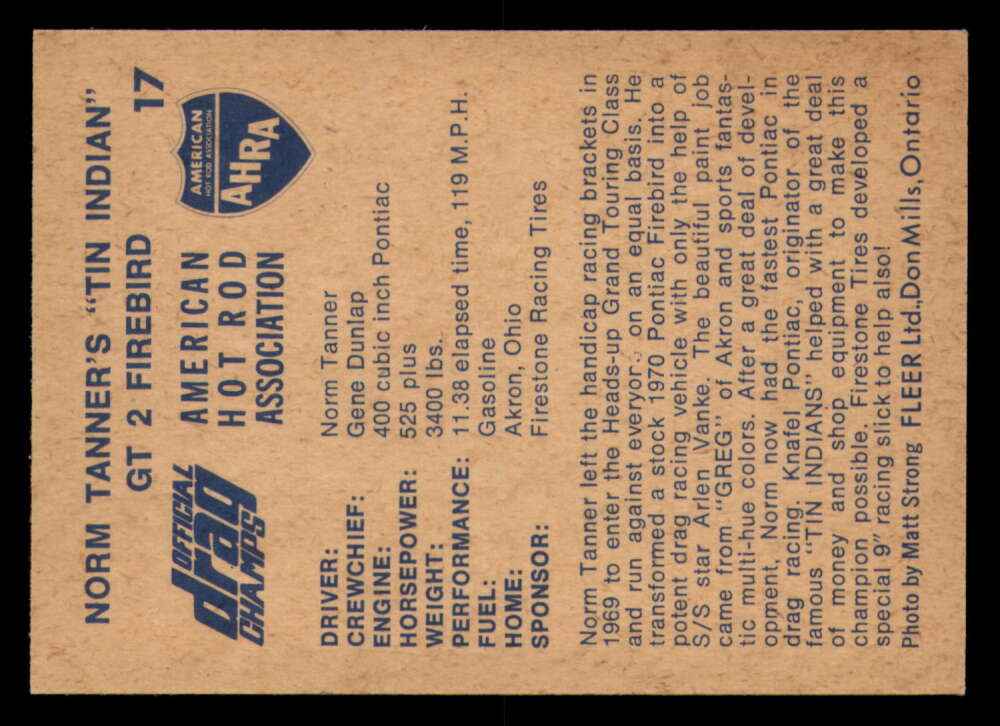 NORM TANNER'S "TIN INDIAN"
GT 2 FIREBIRD 17
OFFICIAL
drag
CHAMPS
AMERICAN
HOT ROD
ASSOCIATION
AMERICAN
HOT ROD ASSOCIATION
AHRA
DRIVER: Norm Tanner
CREWCHIEF: Gene Dunlap
ENGINE: 400 cubic inch Pontiac
HORSEPOWER: 525 plus
WEIGHT: 3400 lbs.
PERFORMANCE: 11.38 elapsed time, 119 M.P.H.
FUEL: Gasoline
HOME: Akron, Ohio
SPONSOR: Firestone Racing Tires
Norm Tanner left the handicap racing brackets in
1969 to enter the Heads-up Grand Touring Class
and run against everyone on an equal basis. He
transformed a stock 1970 Pontiac Firebird into a
potent drag racing vehicle with only the help of
S/S star Arlen Vanke. The beautiful paint job
came from "GREG" of Akron and sports fantas-
tic multi-hue colors. After a great deal of devel-
opment, Norm now had the fastest Pontiac in
drag racing. Knafel Pontiac, originator of the
famous "TIN INDIANS" helped with a great deal
of money and shop equipment to make this
champion possible. Firestone Tires developed a
special 9" racing slick to help also!
Photo by Matt Strong FLEER Ltd., Don Mills, Ontario